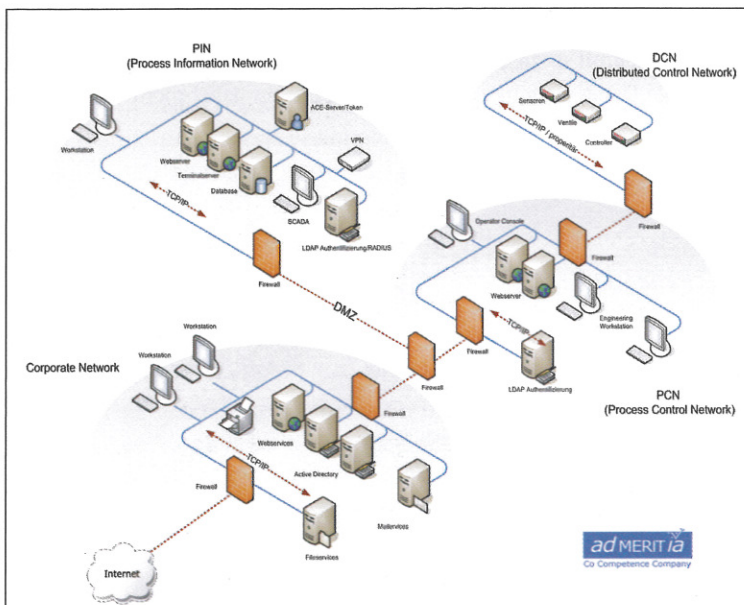 PIN
(Process Information Network)
DCN
(Distributed Control Network)
ACE-Server/Token
Workstation
Webserver
Terminalserver
Database
VPN
SCADA
LDAP Authentifizierung/RADIUS
TCP/IP
Firewall
DMZ
Sensoren
Ventile
Controller
TCP/IP / proprietär
Firewall
Operator Console
Firewall
Webserver
Engineering
Workstation
TCP/IP
Firewall
LDAP Authentifizierung
PCN
(Process Control Network)
Firewall
Firewall
Corporate Network
Workstation
Workstation
Webservices
Active Directory
TCP/IP
Firewall
Mailservices
Fileservices
Internet
ad MERIT ia
Co Competence Company